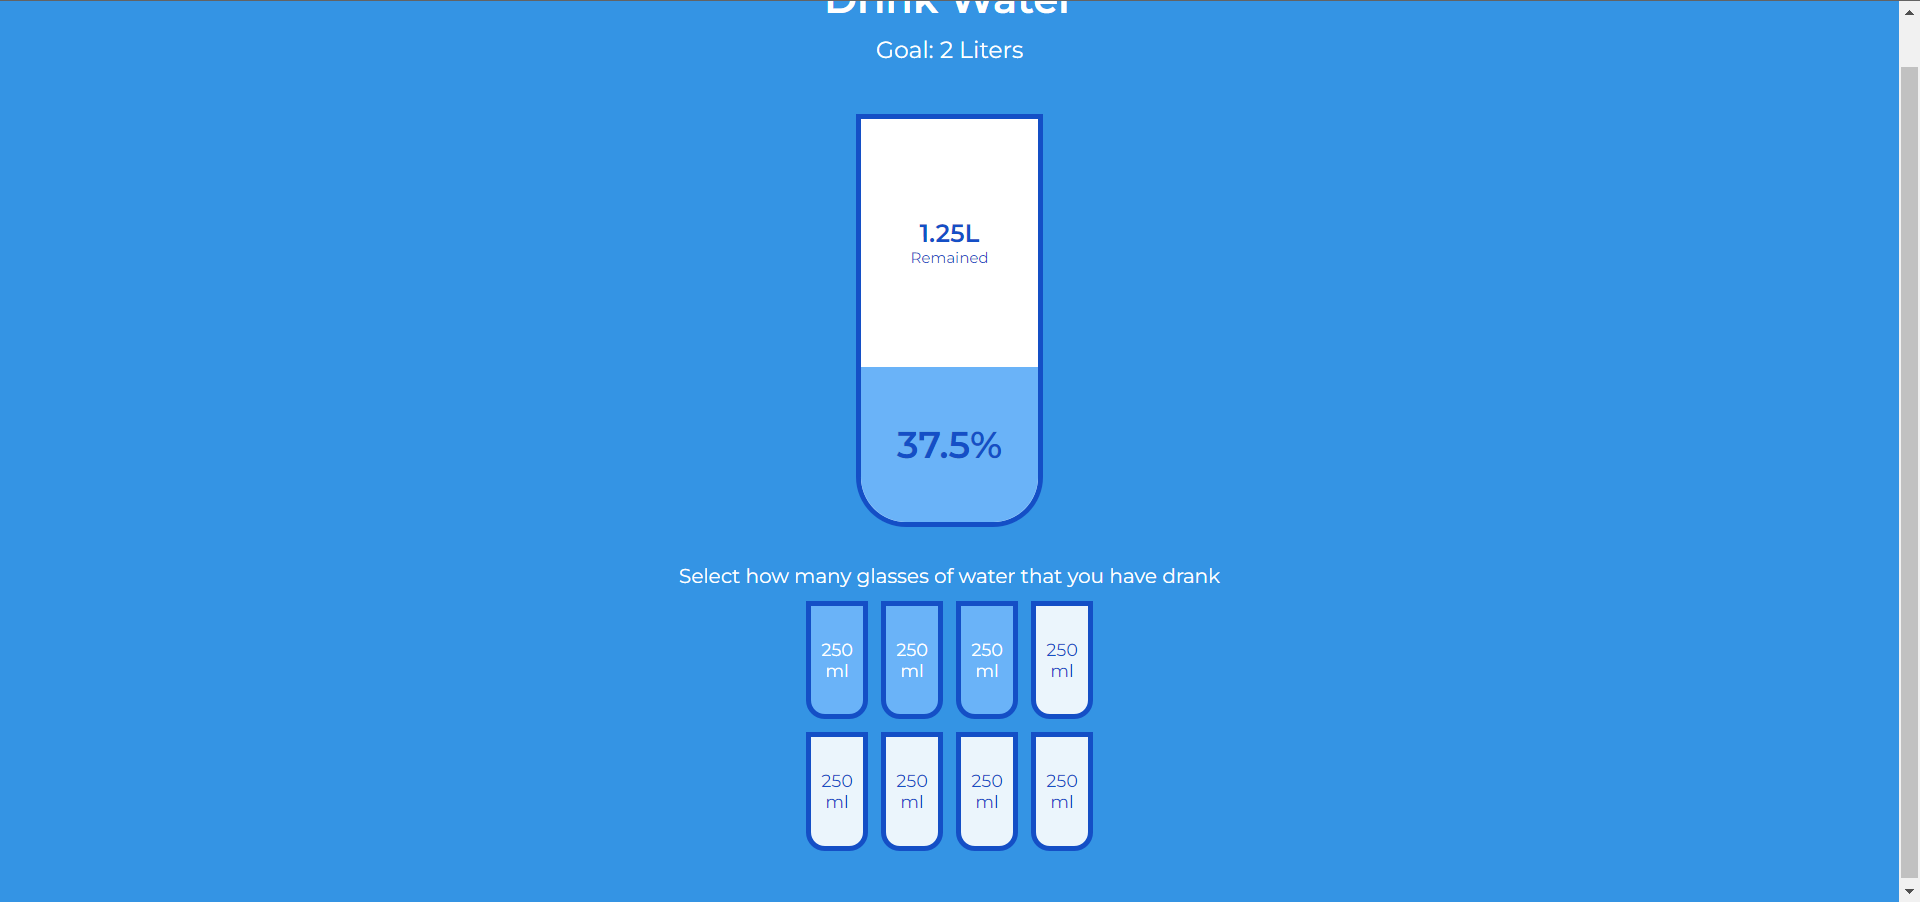 Drink Water
Goal: 2 Liters
1.25L
Remained
37.5%
Select how many glasses of water that you have drank
250 250 250 250
ml ml ml ml
250 250 250 250
ml ml ml ml